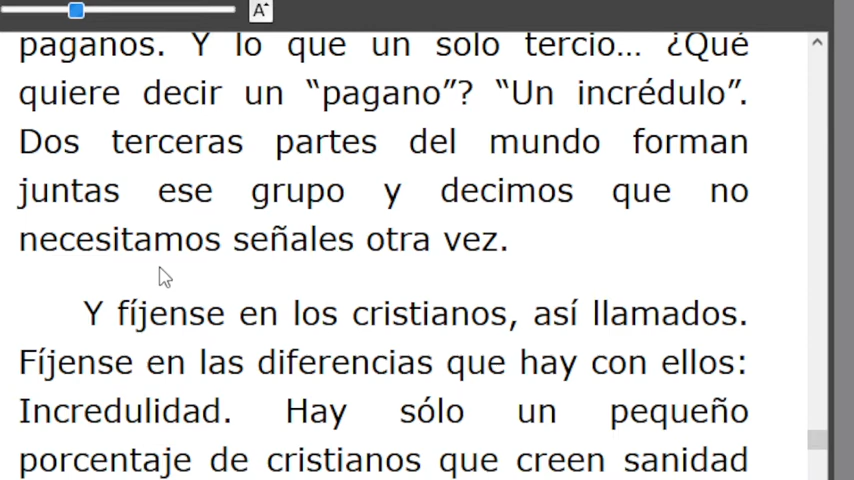 A
paganos. Y lo que un solo tercio... ¿Qué
quiere decir un “pagano”? “Un incrédulo”.
Dos terceras partes del mundo forman
juntas ese grupo y decimos que no
necesitamos señales otra vez.
Y fíjense en los cristianos, así llamados.
Fíjense en las diferencias que hay con ellos:
Incredulidad. Hay sólo un pequeño
porcentaje de cristianos que creen sanidad